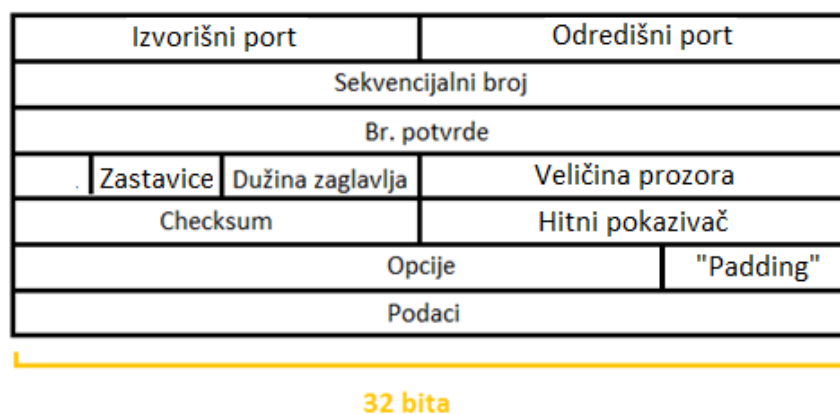 Izvorišni port Odredišni port
Sekvencijalni broj
Br. potvrde
. Zastavice Dužina zaglavlja Veličina prozora
Checksum Hitni pokazivač
Opcije "Padding"
Podaci
32 bita